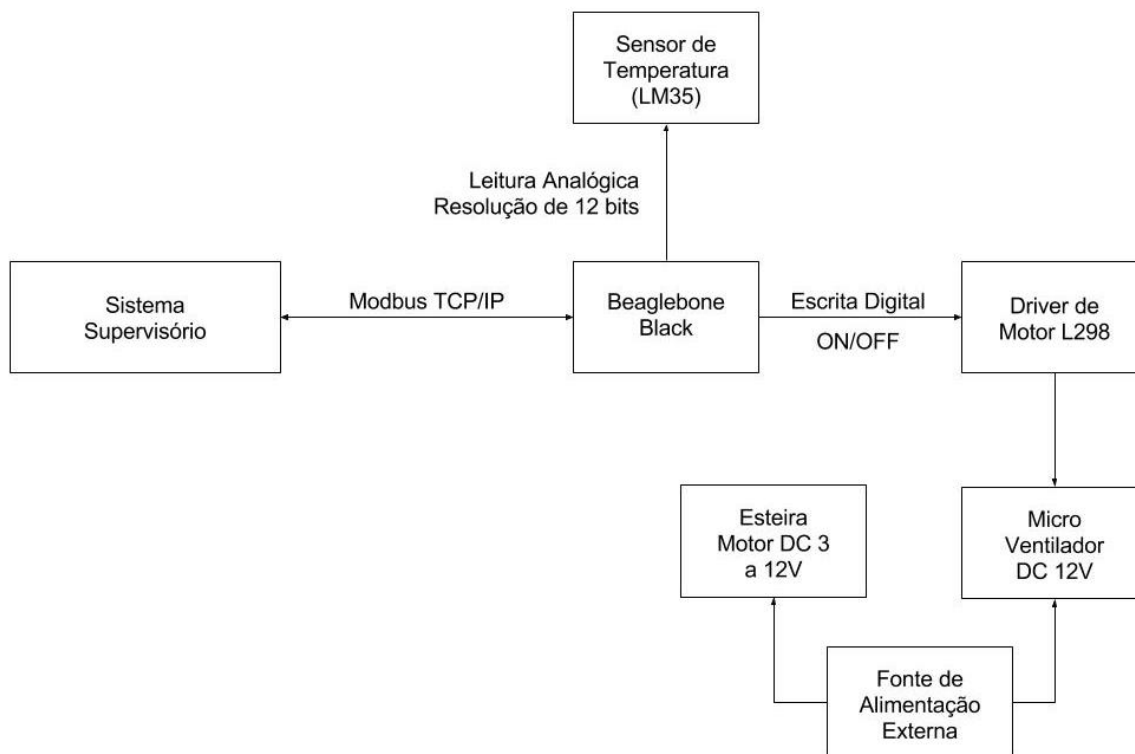 Sensor de
Temperatura
(LM35)
Leitura Analógica
Resolução de 12 bits
Sistema
Supervisório
Modbus TCP/IP
Beaglebone
Black
Escrita Digital
ON/OFF
Driver de
Motor L298
Esteira
Motor DC 3
a 12V
Micro
Ventilador
DC 12V
Fonte de
Alimentação
Externa